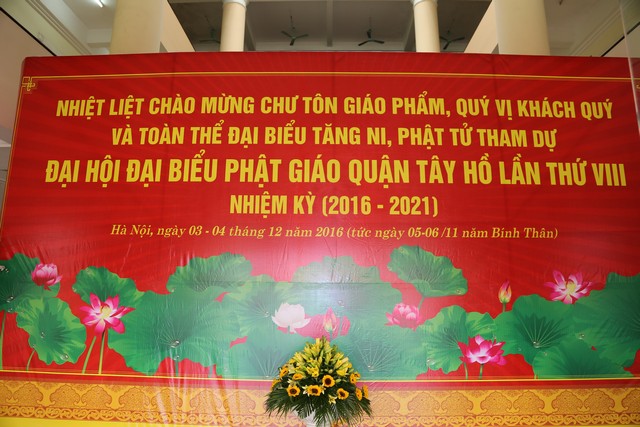 NHIỆT LIỆT CHÀO MỪNG CHƯ TÔN GIÁO PHẨM, QUÝ VỊ KHÁCH QUÝ
VÀ TOÀN THỂ ĐẠI BIỂU TĂNG NI, PHẬT TỬ THAM DỰ
ĐẠI HỘI ĐẠI BIỂU PHẬT GIÁO QUẬN TÂY HỒ LẦN THỨ VIII
NHIỆM KỲ (2016 - 2021)
Hà Nội, ngày 03 - 04 tháng 12 năm 2016 (tức ngày 05-06 /11 năm Bính Thân)